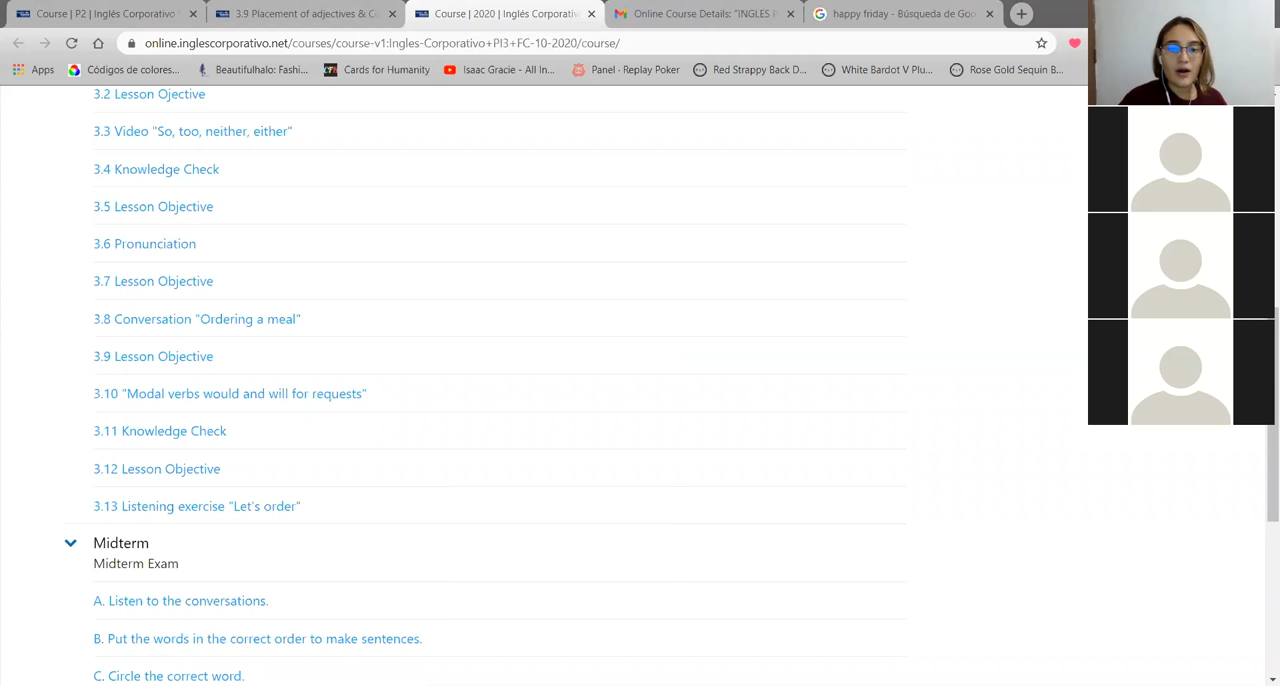 Course | P2 | Inglés Corporativo
3.9 Placement of adjectives & C
Course | 2020 | Inglés Corporativ
Online Course Details: "INGLES P
happy friday - Búsqueda de Goo
online.inglescorporativo.net/courses/course-v1:Ingles-Corporativo+PI3+FC-10-2020/course/
Apps
Códigos de colores...
Beautifulhalo: Fashi...
Cards for Humanity
Isaac Gracie - All In...
Panel · Replay Poker
Red Strappy Back D...
White Bardot V Plu...
Rose Gold Sequin B...
3.2 Lesson Ojective
3.3 Video "So, too, neither, either"
3.4 Knowledge Check
3.5 Lesson Objective
3.6 Pronunciation
3.7 Lesson Objective
3.8 Conversation "Ordering a meal"
3.9 Lesson Objective
3.10 "Modal verbs would and will for requests"
3.11 Knowledge Check
3.12 Lesson Objective
3.13 Listening exercise "Let's order"
Midterm
Midterm Exam
A. Listen to the conversations.
B. Put the words in the correct order to make sentences.
C. Circle the correct word.